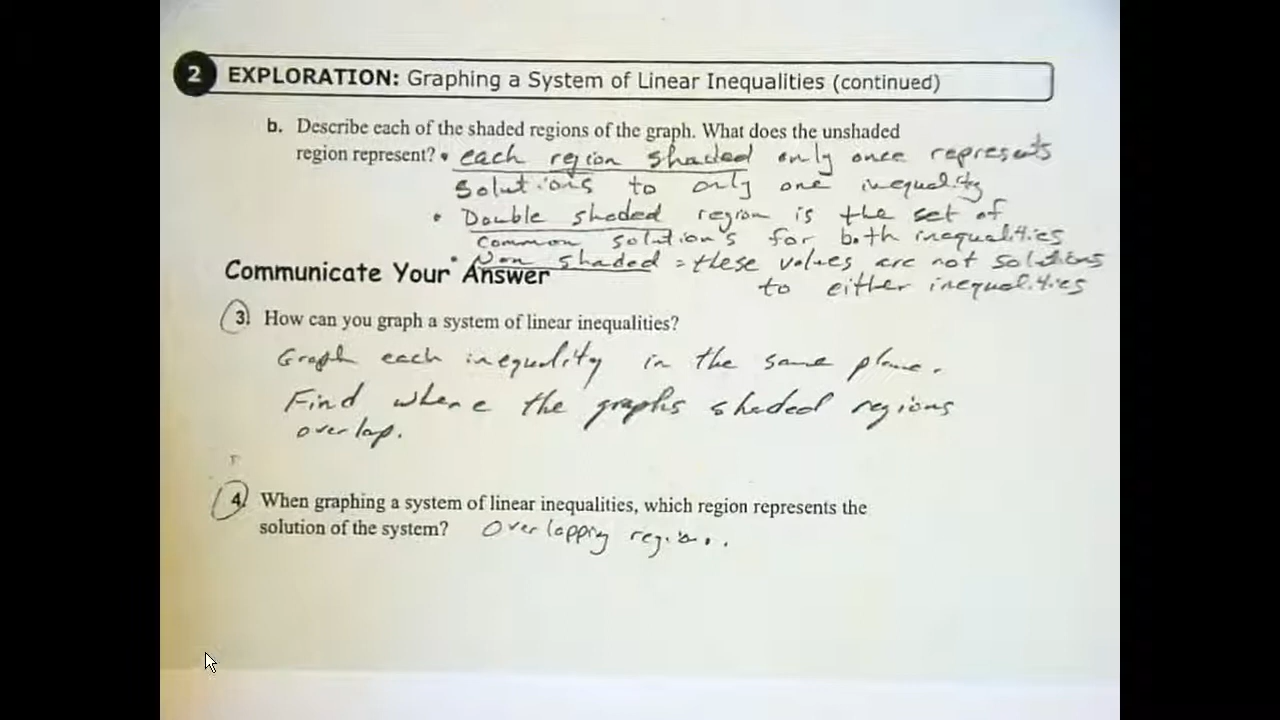 2 EXPLORATION: Graphing a System of Linear Inequalities (continued)
b. Describe each of the shaded regions of the graph. What does the unshaded
region represent? • each region shaded only once represents
solutions to only one inequality
• Double shaded region is the set of
common solutions for both inequalities
• Non shaded = these values are not solutions
to either inequalities
Communicate Your Answer
3. How can you graph a system of linear inequalities?
Graph each inequality in the same plane.
Find where the graphs shaded regions
overlap.
4. When graphing a system of linear inequalities, which region represents the
solution of the system? Overlapping region.